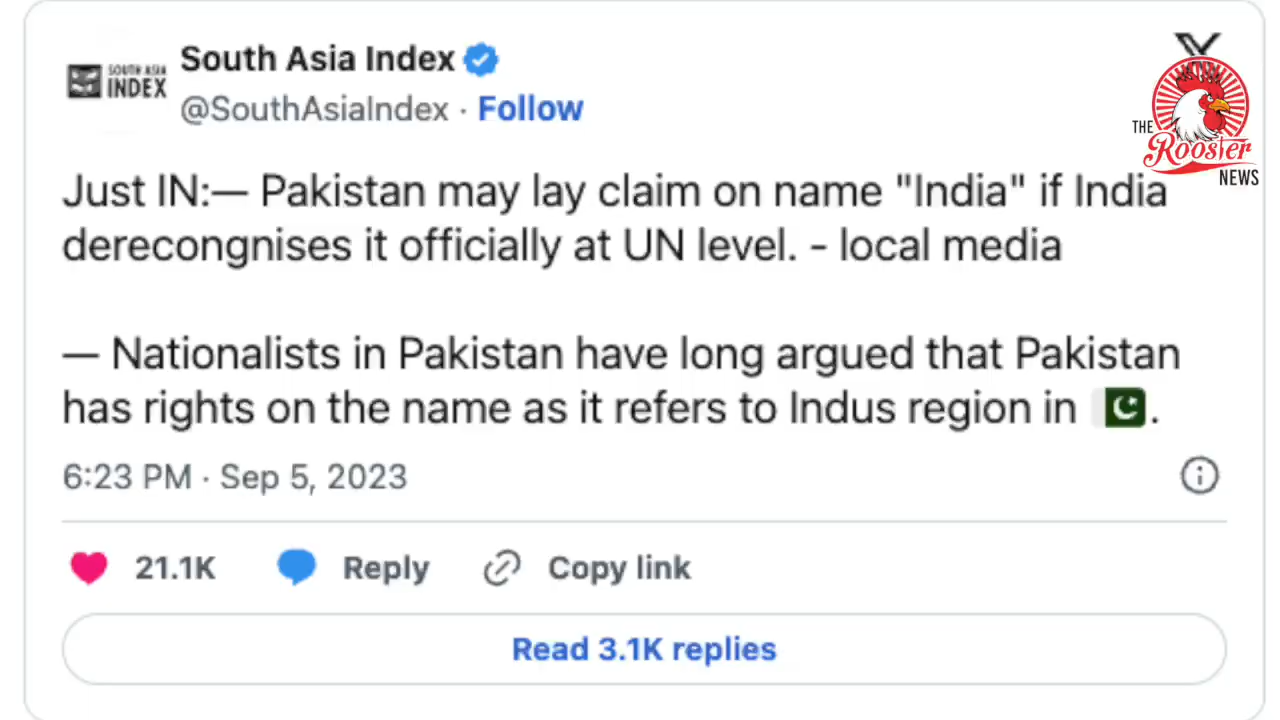 South Asia Index
SOUTH ASIA
INDEX
@SouthAsiaIndex · Follow
THE
Rooster
NEWS
Just IN:— Pakistan may lay claim on name "India" if India
derecongnises it officially at UN level. - local media
— Nationalists in Pakistan have long argued that Pakistan
has rights on the name as it refers to Indus region in 🇵🇰.
6:23 PM · Sep 5, 2023
21.1K Reply Copy link
Read 3.1K replies